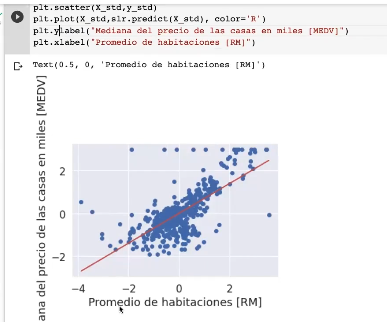 plt.scatter(X_std,y_std)
plt.plot(X_std,slr.predict(X_std), color='R')
plt.ylabel("Mediana del precio de las casas en miles [MEDV]")
plt.xlabel("Promedio de habitaciones [RM]")
Text(0.5, 0, 'Promedio de habitaciones [RM]')
ana del precio de las casas en miles [MEDV]
2
0
−2
−4
−2
0
2
Promedio de habitaciones [RM]